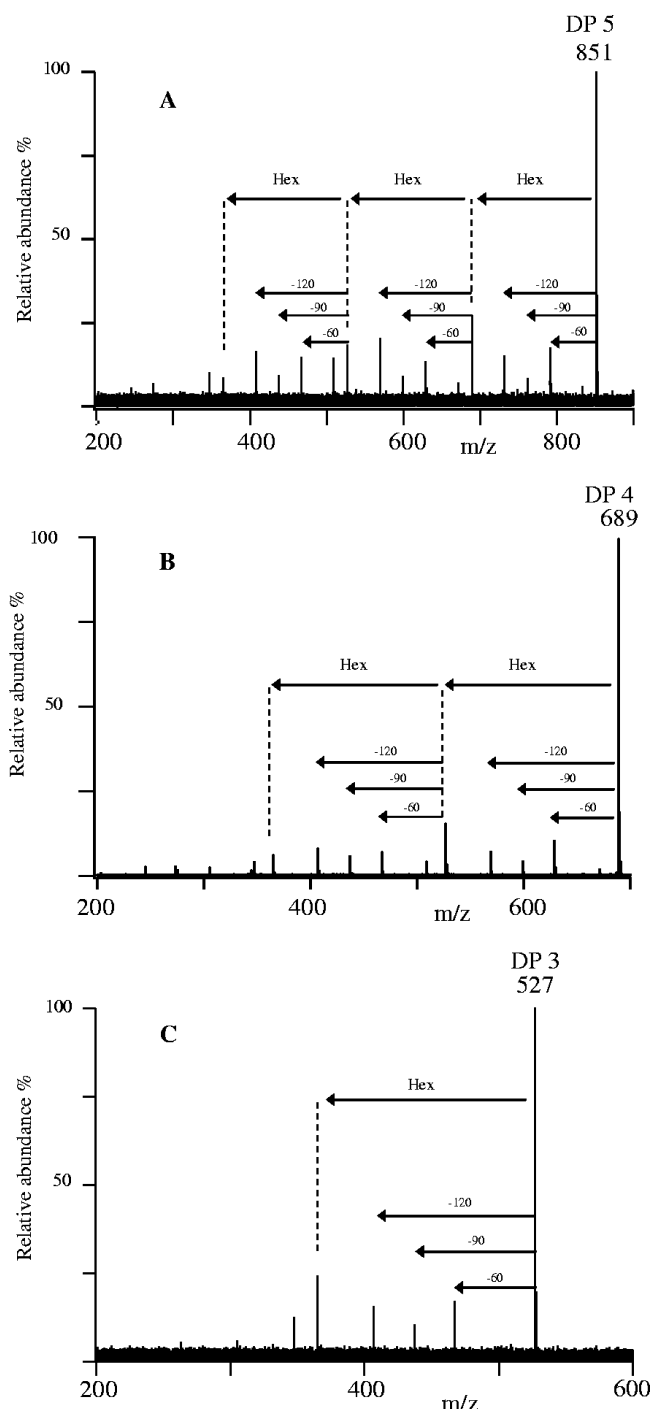 DP 5
851
100
A
Hex Hex Hex
Relative abundance %
50
-120 -120 -120
-90 -90 -90
-60 -60 -60
200 400 600 800
m/z
DP 4
689
100
B
Hex Hex
Relative abundance %
50
-120 -120
-90 -90
-60 -60
200 400 600
m/z
DP 3
527
100
C
Hex
Relative abundance %
50
-120
-90
-60
200 400 600
m/z